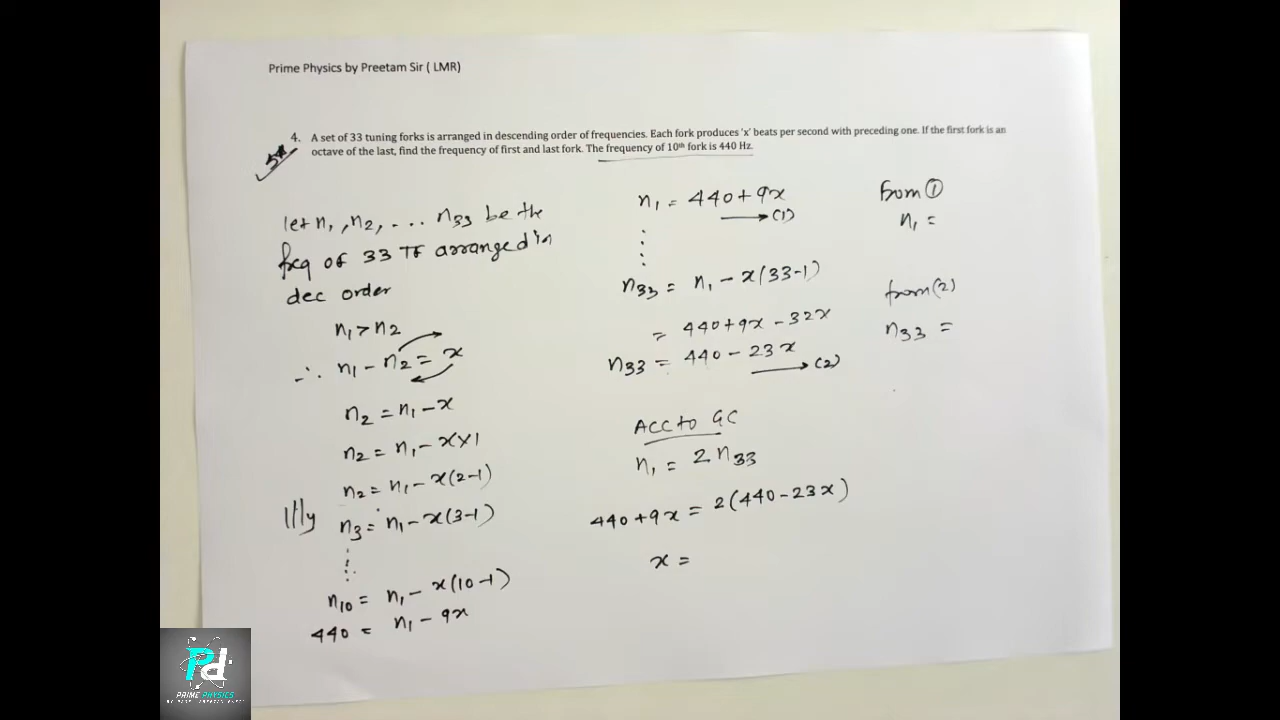 Prime Physics by Preetam Sir ( LMR)
4. A set of 33 tuning forks is arranged in descending order of frequencies. Each fork produces 'x' beats per second with preceding one. If the first fork is an
octave of the last, find the frequency of first and last fork. The frequency of 10th fork is 440 Hz.
let n₁, n₂, ... n₃₃ be the
freq of 33 TF arranged in
dec order
n₁ > n₂
∴ n₁ - n₂ = x
n₂ = n₁ - x
n₂ = n₁ - x×1
n₂ = n₁ - x(2-1)
|||ly n₃ = n₁ - x(3-1)
⋮
n₁₀ = n₁ - x(10-1)
440 = n₁ - 9x
n₁ = 440 + 9x
→ (1)
⋮
n₃₃ = n₁ - x(33-1)
= 440 + 9x - 32x
n₃₃ = 440 - 23x
→ (2)
ACC to GC
n₁ = 2 n₃₃
440 + 9x = 2(440 - 23x)
x =
from ①
n₁ =
from (2)
n₃₃ =
Pd
PRIME PHYSICS